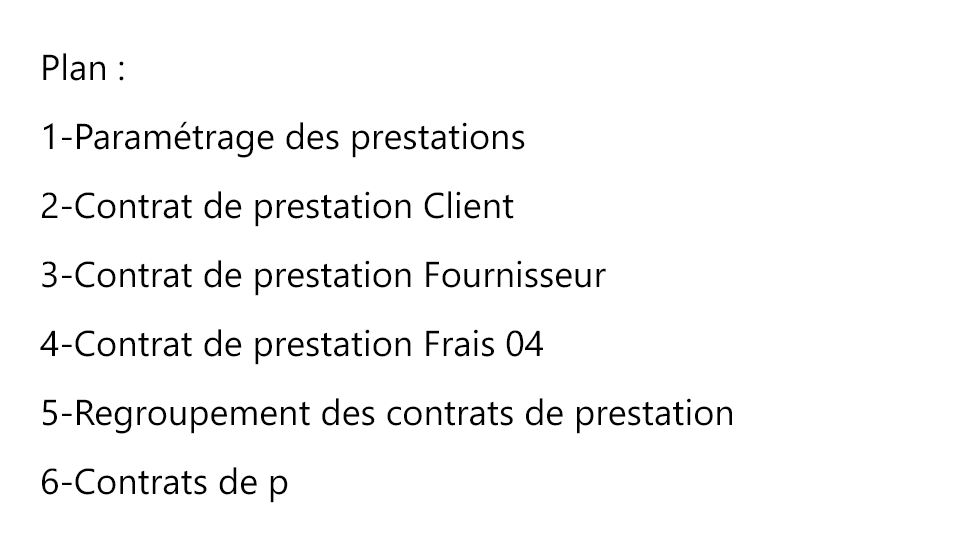 Plan :
1-Paramétrage des prestations
2-Contrat de prestation Client
3-Contrat de prestation Fournisseur
4-Contrat de prestation Frais 04
5-Regroupement des contrats de prestation
6-Contrats de p